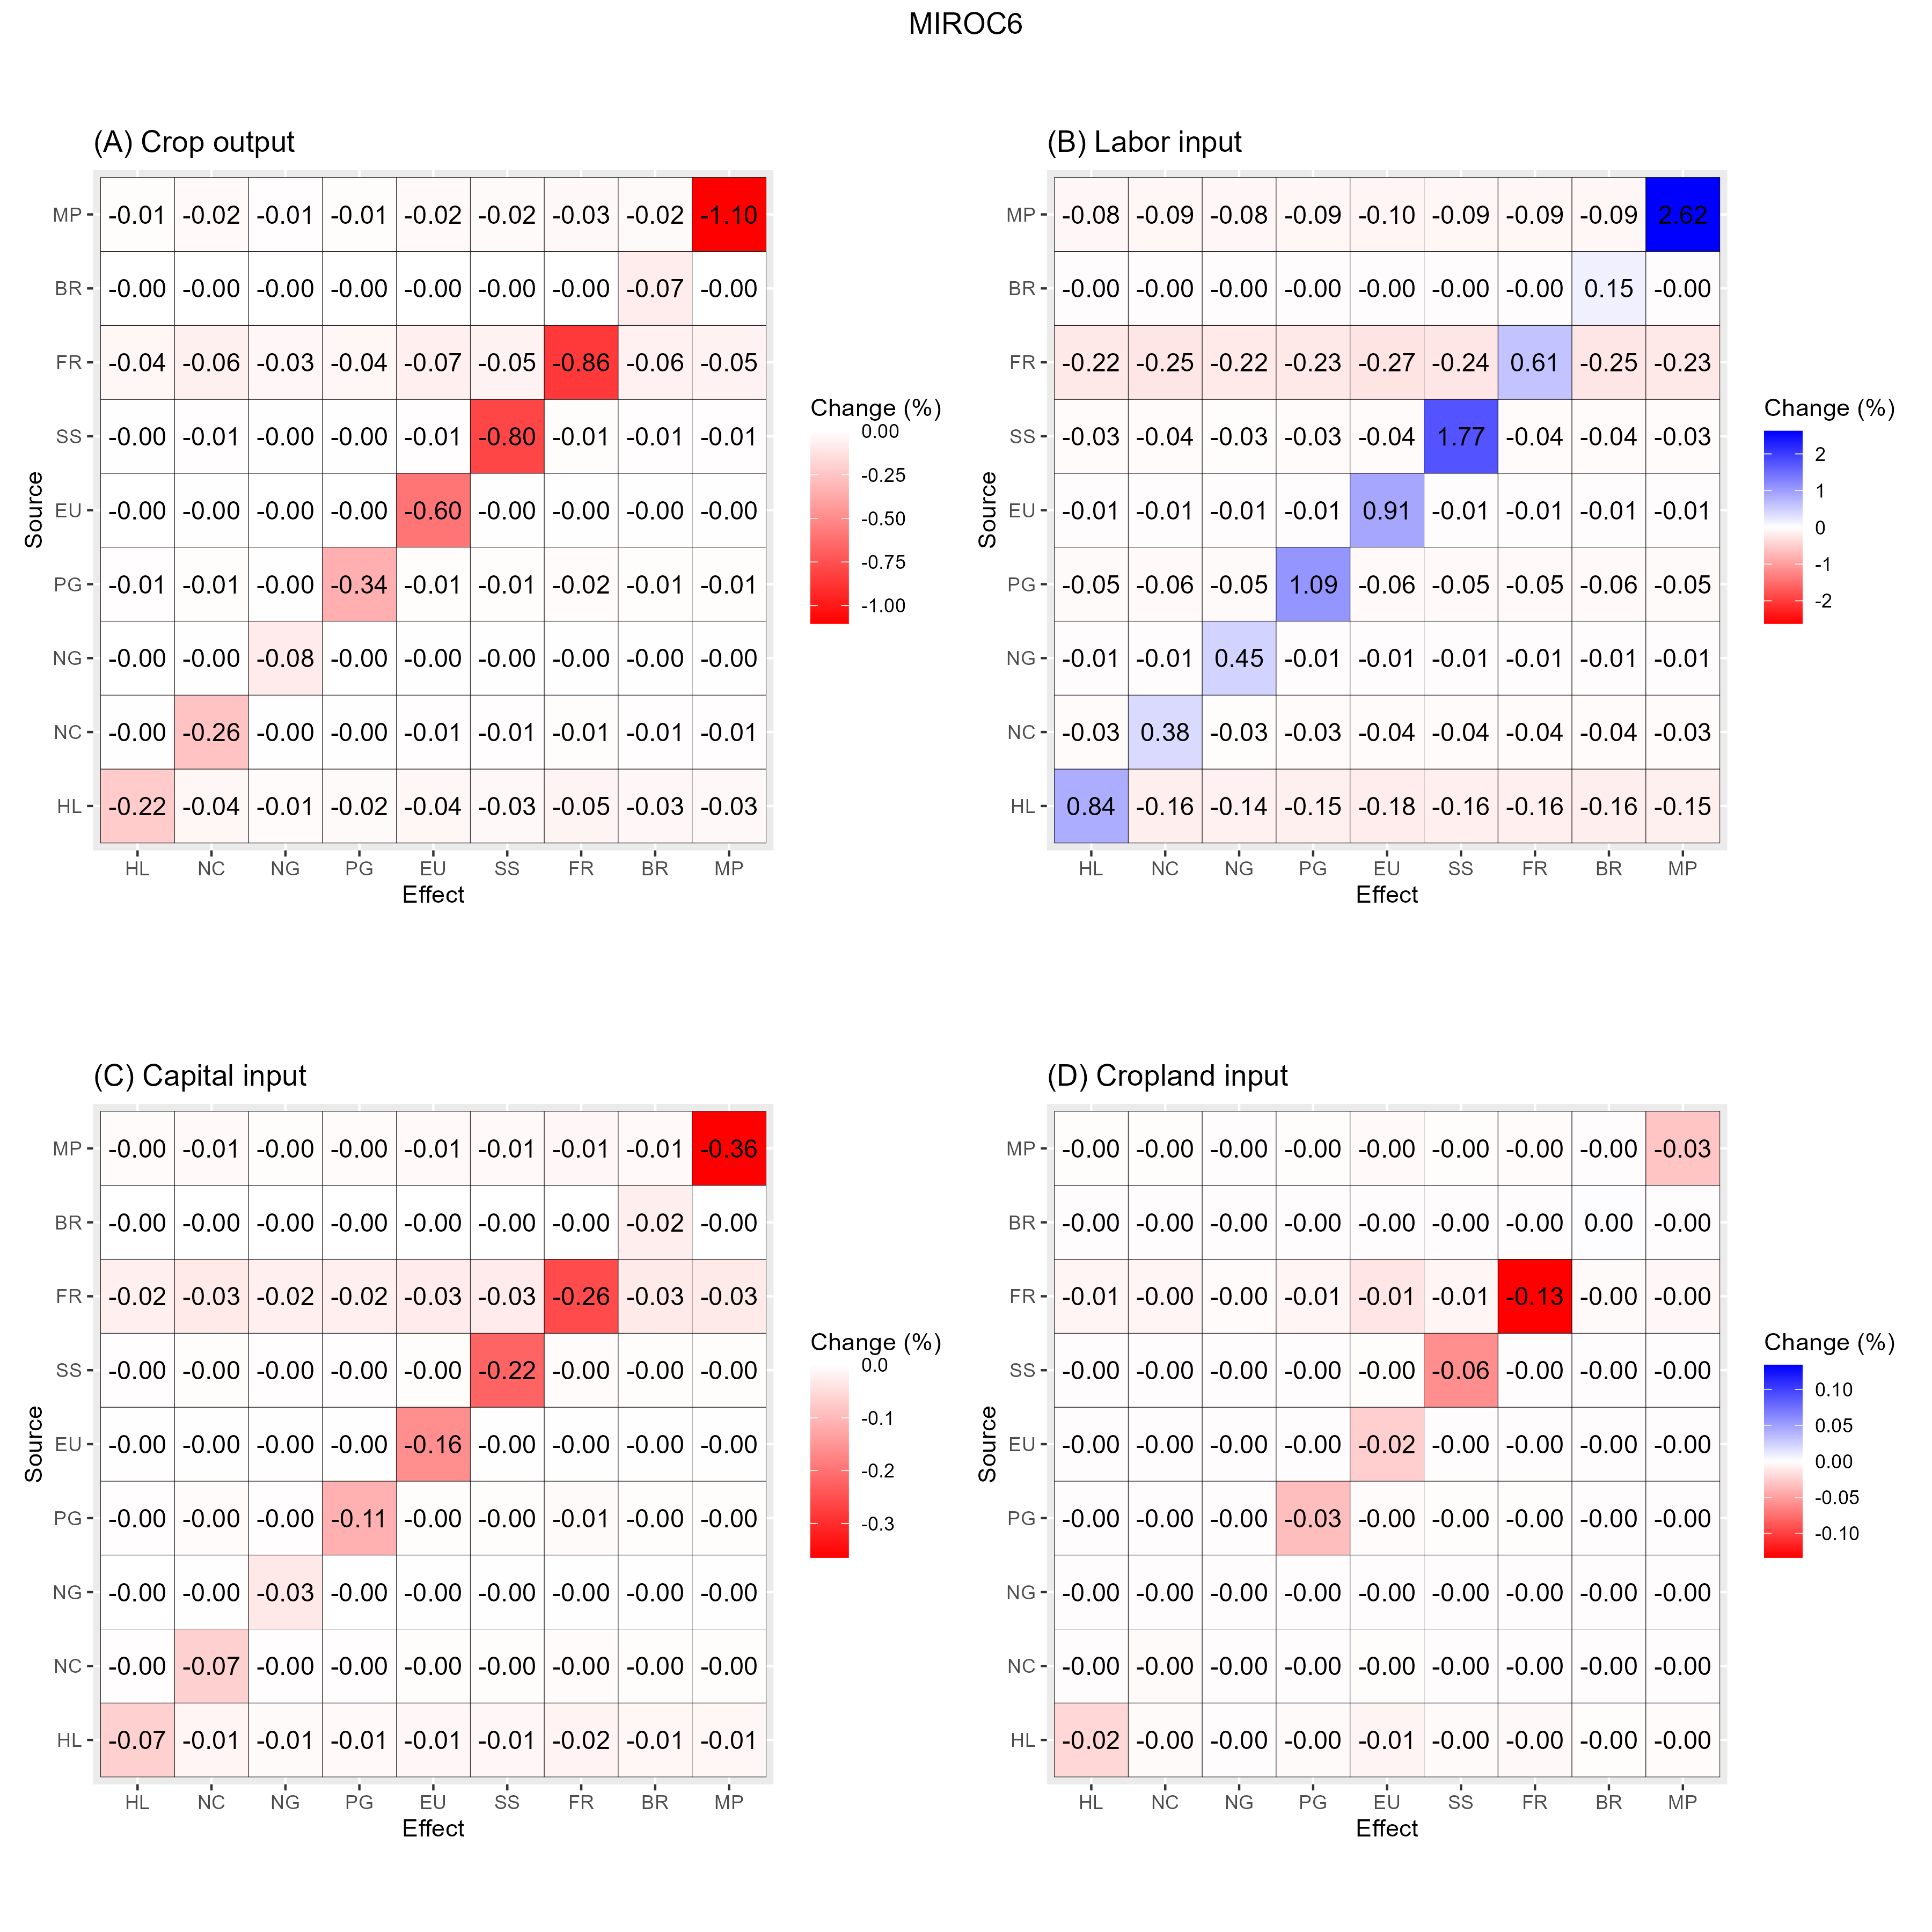 MIROC6
(A) Crop output
Source
MP -0.01 -0.02 -0.01 -0.01 -0.02 -0.02 -0.03 -0.02 -1.10
BR -0.00 -0.00 -0.00 -0.00 -0.00 -0.00 -0.00 -0.07 -0.00
FR -0.04 -0.06 -0.03 -0.04 -0.07 -0.05 -0.86 -0.06 -0.05
SS -0.00 -0.01 -0.00 -0.00 -0.01 -0.80 -0.01 -0.01 -0.01
EU -0.00 -0.00 -0.00 -0.00 -0.60 -0.00 -0.00 -0.00 -0.00
PG -0.01 -0.01 -0.00 -0.34 -0.01 -0.01 -0.02 -0.01 -0.01
NG -0.00 -0.00 -0.08 -0.00 -0.00 -0.00 -0.00 -0.00 -0.00
NC -0.00 -0.26 -0.00 -0.00 -0.01 -0.01 -0.01 -0.01 -0.01
HL -0.22 -0.04 -0.01 -0.02 -0.04 -0.03 -0.05 -0.03 -0.03
HL NC NG PG EU SS FR BR MP
Effect
Change (%)
0.00
-0.25
-0.50
-0.75
-1.00
(B) Labor input
Source
MP -0.08 -0.09 -0.08 -0.09 -0.10 -0.09 -0.09 -0.09 2.62
BR -0.00 -0.00 -0.00 -0.00 -0.00 -0.00 -0.00 0.15 -0.00
FR -0.22 -0.25 -0.22 -0.23 -0.27 -0.24 0.61 -0.25 -0.23
SS -0.03 -0.04 -0.03 -0.03 -0.04 1.77 -0.04 -0.04 -0.03
EU -0.01 -0.01 -0.01 -0.01 0.91 -0.01 -0.01 -0.01 -0.01
PG -0.05 -0.06 -0.05 1.09 -0.06 -0.05 -0.05 -0.06 -0.05
NG -0.01 -0.01 0.45 -0.01 -0.01 -0.01 -0.01 -0.01 -0.01
NC -0.03 0.38 -0.03 -0.03 -0.04 -0.04 -0.04 -0.04 -0.03
HL 0.84 -0.16 -0.14 -0.15 -0.18 -0.16 -0.16 -0.16 -0.15
HL NC NG PG EU SS FR BR MP
Effect
Change (%)
2
1
0
-1
-2
(C) Capital input
Source
MP -0.00 -0.01 -0.00 -0.00 -0.01 -0.01 -0.01 -0.01 -0.36
BR -0.00 -0.00 -0.00 -0.00 -0.00 -0.00 -0.00 -0.02 -0.00
FR -0.02 -0.03 -0.02 -0.02 -0.03 -0.03 -0.26 -0.03 -0.03
SS -0.00 -0.00 -0.00 -0.00 -0.00 -0.22 -0.00 -0.00 -0.00
EU -0.00 -0.00 -0.00 -0.00 -0.16 -0.00 -0.00 -0.00 -0.00
PG -0.00 -0.00 -0.00 -0.11 -0.00 -0.00 -0.01 -0.00 -0.00
NG -0.00 -0.00 -0.03 -0.00 -0.00 -0.00 -0.00 -0.00 -0.00
NC -0.00 -0.07 -0.00 -0.00 -0.00 -0.00 -0.00 -0.00 -0.00
HL -0.07 -0.01 -0.01 -0.01 -0.01 -0.01 -0.02 -0.01 -0.01
HL NC NG PG EU SS FR BR MP
Effect
Change (%)
0.0
-0.1
-0.2
-0.3
(D) Cropland input
Source
MP -0.00 -0.00 -0.00 -0.00 -0.00 -0.00 -0.00 -0.00 -0.03
BR -0.00 -0.00 -0.00 -0.00 -0.00 -0.00 -0.00 0.00 -0.00
FR -0.01 -0.00 -0.00 -0.01 -0.01 -0.01 -0.13 -0.00 -0.00
SS -0.00 -0.00 -0.00 -0.00 -0.00 -0.06 -0.00 -0.00 -0.00
EU -0.00 -0.00 -0.00 -0.00 -0.02 -0.00 -0.00 -0.00 -0.00
PG -0.00 -0.00 -0.00 -0.03 -0.00 -0.00 -0.00 -0.00 -0.00
NG -0.00 -0.00 -0.00 -0.00 -0.00 -0.00 -0.00 -0.00 -0.00
NC -0.00 -0.00 -0.00 -0.00 -0.00 -0.00 -0.00 -0.00 -0.00
HL -0.02 -0.00 -0.00 -0.00 -0.01 -0.00 -0.00 -0.00 -0.00
HL NC NG PG EU SS FR BR MP
Effect
Change (%)
0.10
0.05
0.00
-0.05
-0.10